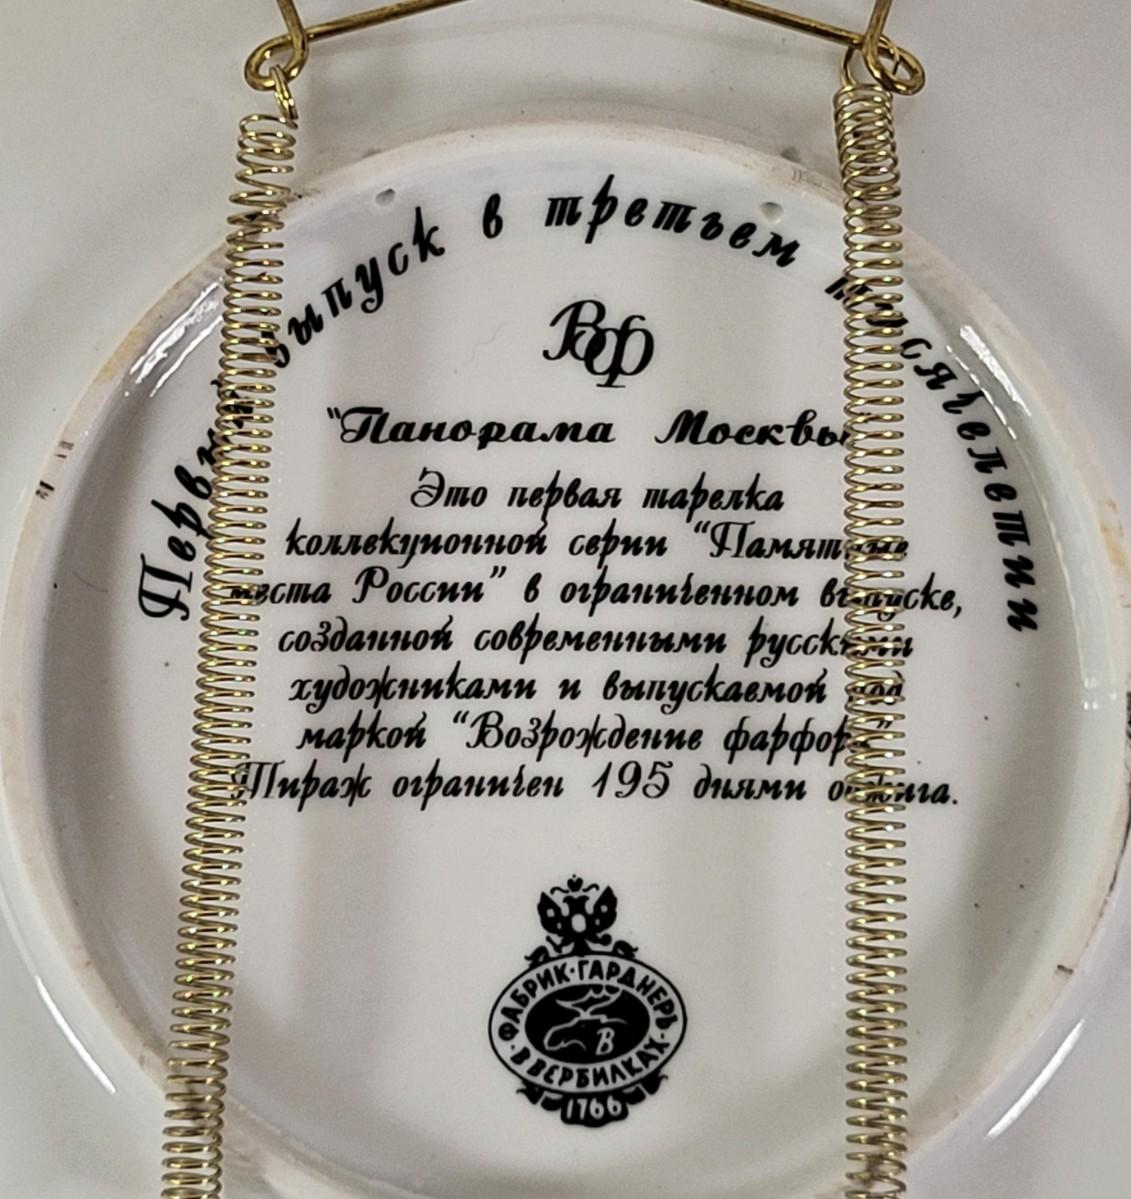 Первый выпуск в третьем тысячелетии
ВФ
"Панорама Москвы
Это первая тарелка
коллекционной серии "Памятные
места России" в ограниченном выпуске,
созданной современными русскими
художниками и выпускаемой под
маркой "Возрождение фарфора"
Тираж ограничен 195 днями обжига.
ФАБРИК·ГАРДНЕРЪ
В
·В ВЕРБИЛКАХ·
1766